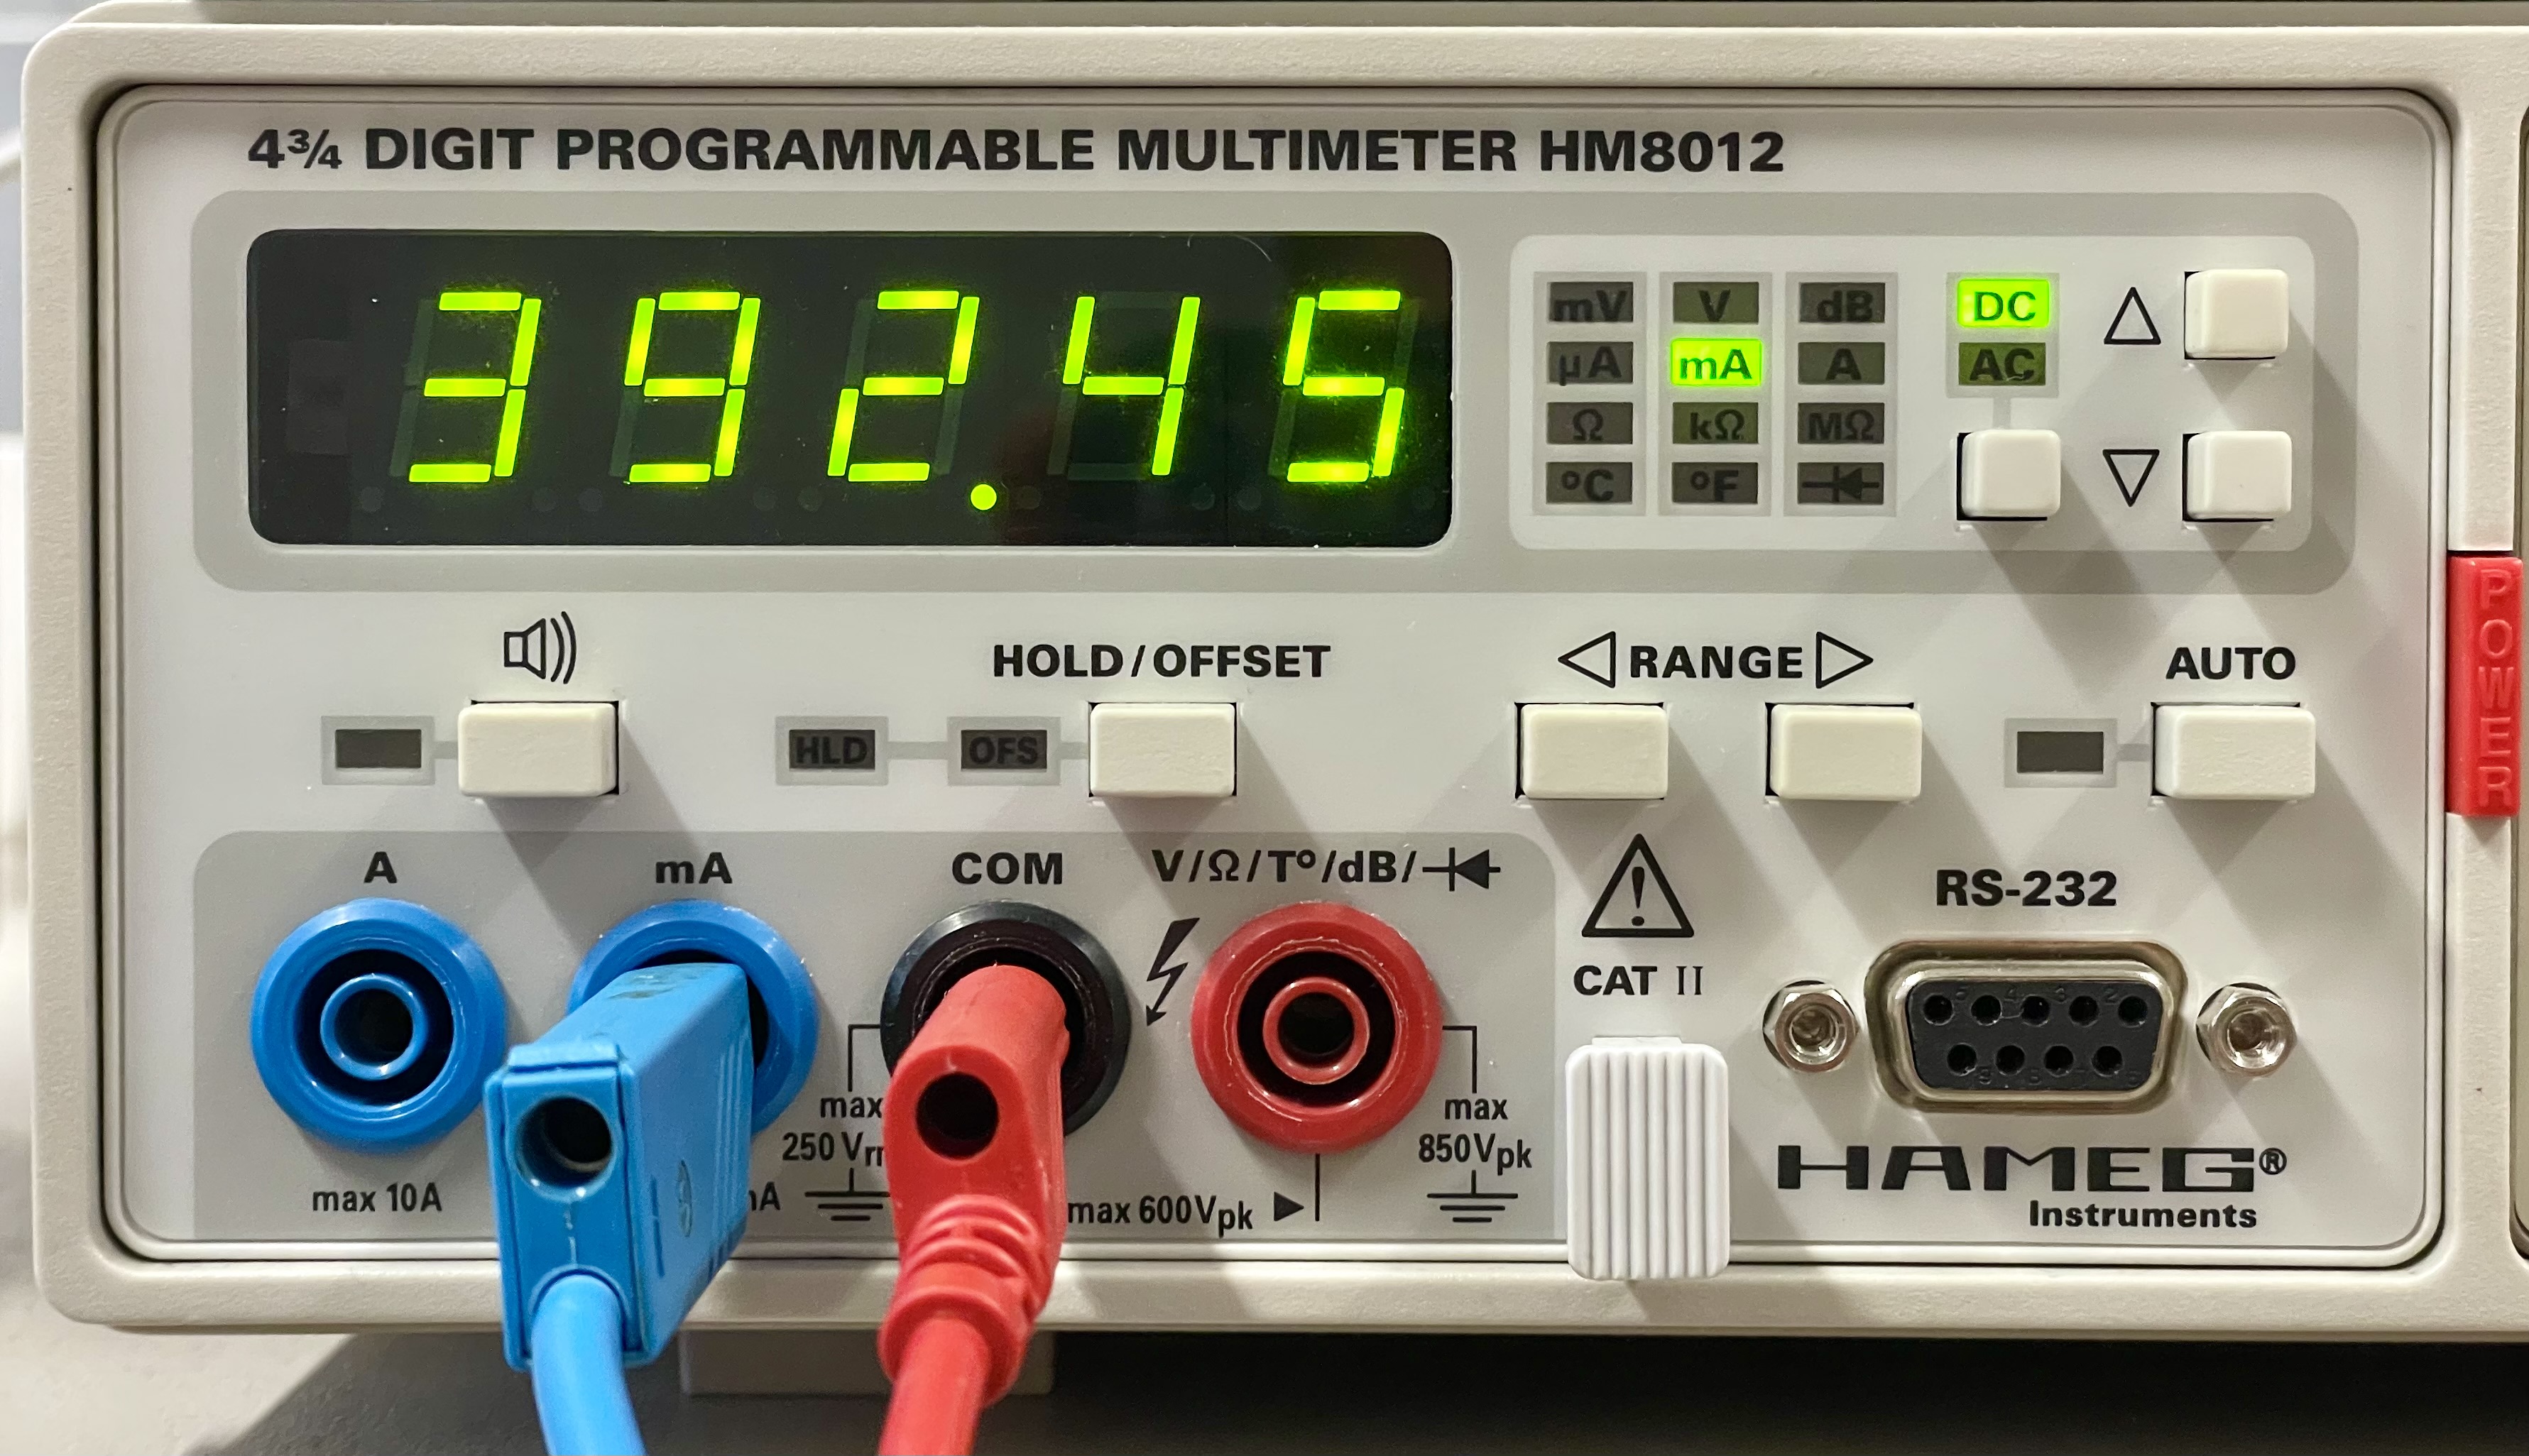 4¾ DIGIT PROGRAMMABLE MULTIMETER HM8012
392.45
mV V dB DC
µA mA A AC
Ω kΩ MΩ
°C °F
HOLD/OFFSET RANGE AUTO
HLD OFS
POWER
A mA COM V/Ω/T°/dB/
CAT II
RS-232
max 10A
max
250 V
max 600Vpk
max
850Vpk
HAMEG®
Instruments